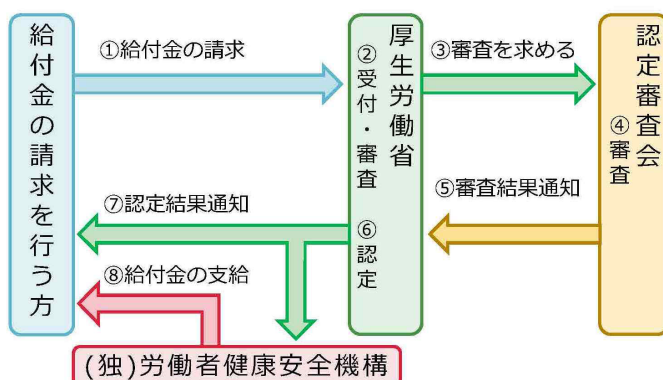 給付金の請求を行う方
①給付金の請求
②受付・審査
厚生労働省
③審査を求める
認定審査会
④審査
⑤審査結果通知
⑥認定
⑦認定結果通知
⑧給付金の支給
(独)労働者健康安全機構